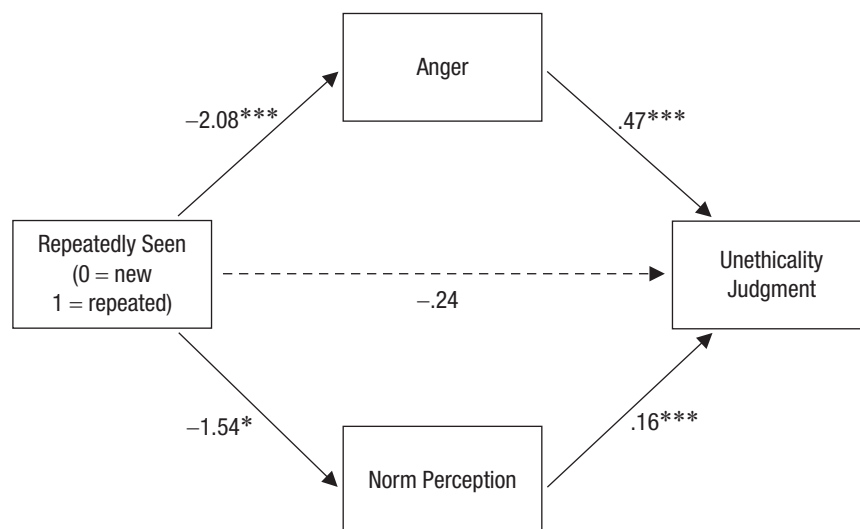 Anger
−2.08***
.47***
Repeatedly Seen
(0 = new
1 = repeated)
Unethicality
Judgment
−.24
−1.54*
.16***
Norm Perception